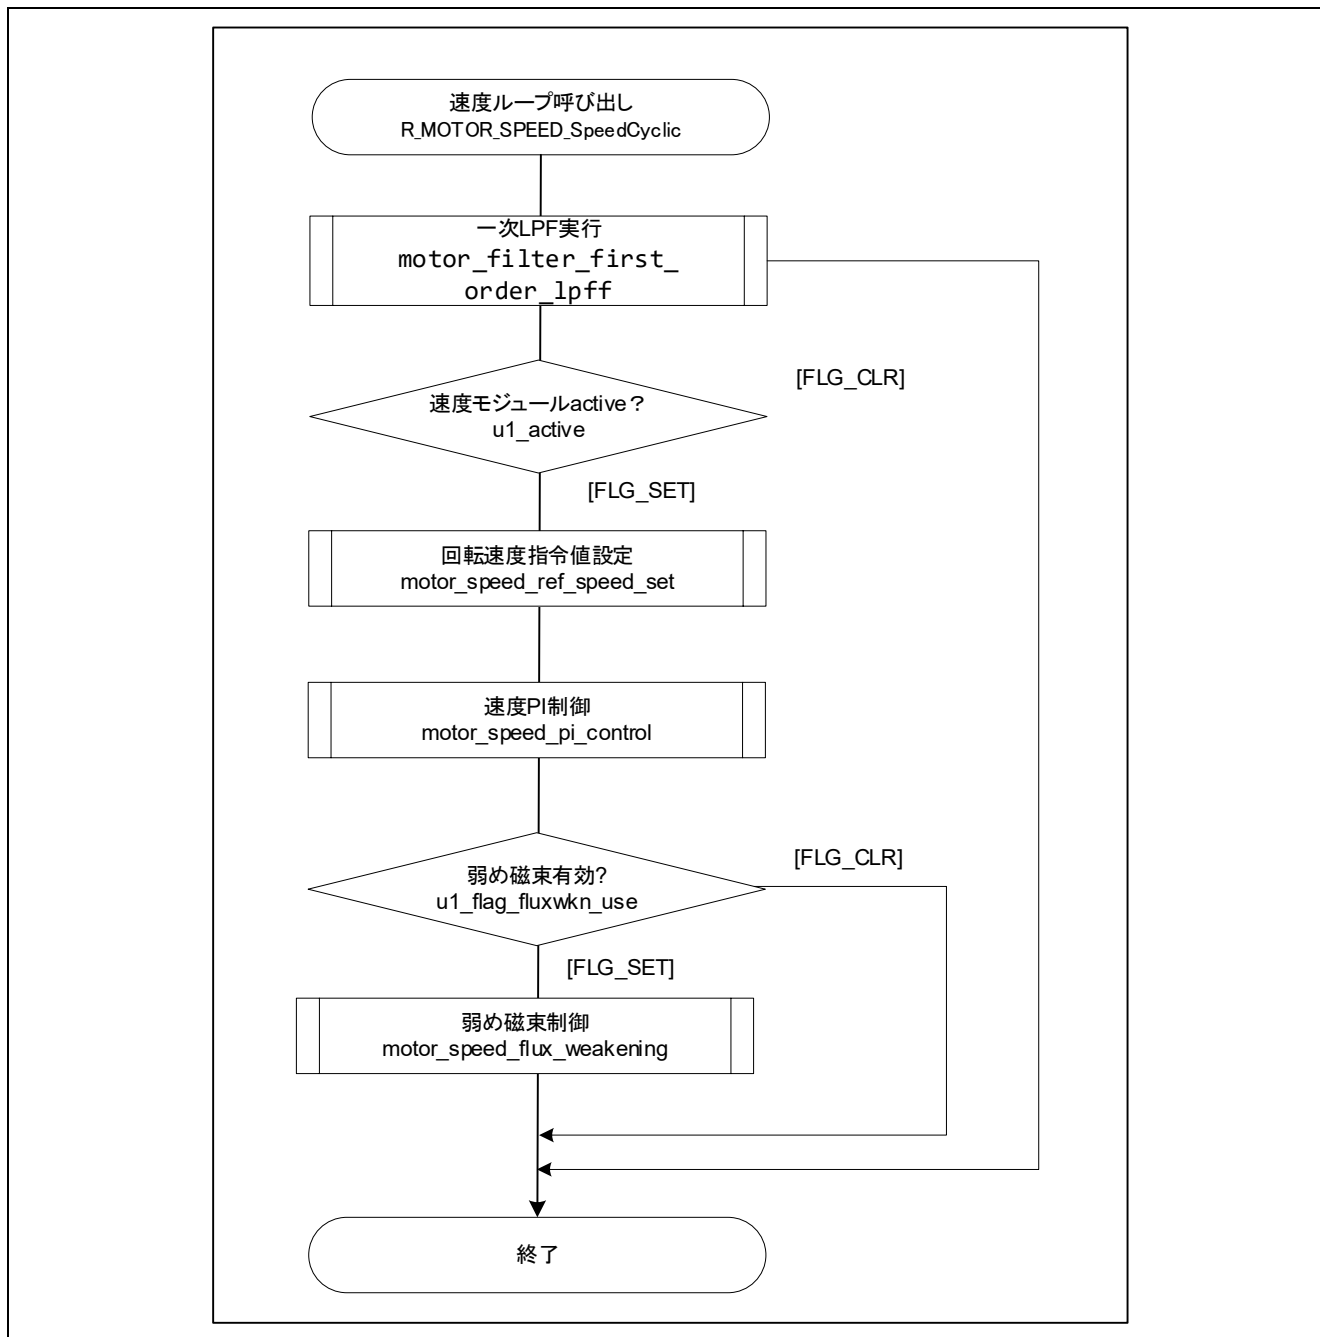 速度ループ呼び出し
R_MOTOR_SPEED_SpeedCyclic
一次LPF実行
motor_filter_first_
order_lpff
[FLG_CLR]
速度モジュールactive？
u1_active
[FLG_SET]
回転速度指令値設定
motor_speed_ref_speed_set
速度PI制御
motor_speed_pi_control
[FLG_CLR]
弱め磁束有効?
u1_flag_fluxwkn_use
[FLG_SET]
弱め磁束制御
motor_speed_flux_weakening
終了